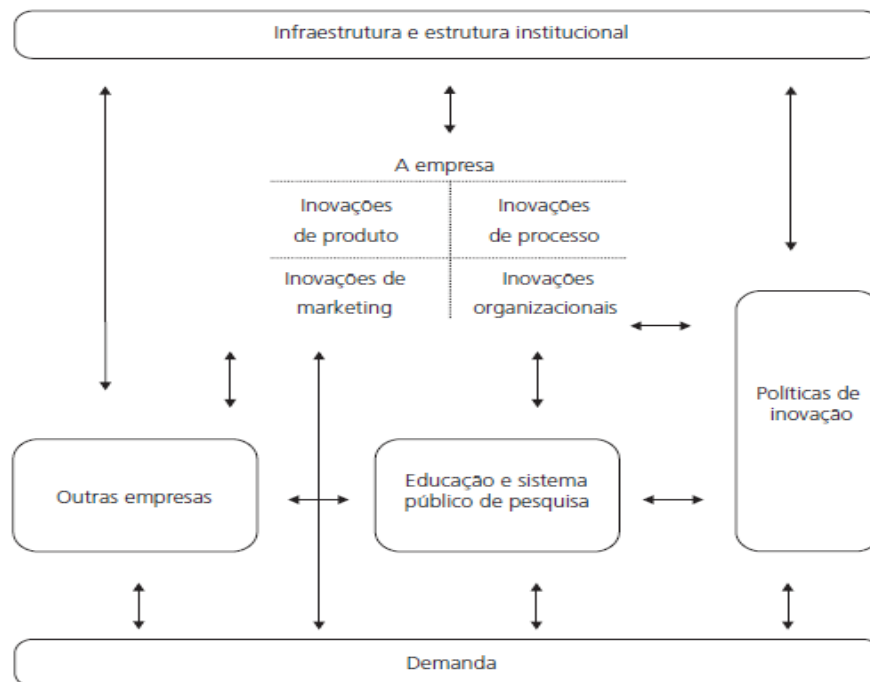 Infraestrutura e estrutura institucional
A empresa
Inovações
de produto
Inovações
de processo
Inovações de
marketing
Inovações
organizacionais
Políticas de
inovação
Outras empresas
Educação e sistema
público de pesquisa
Demanda